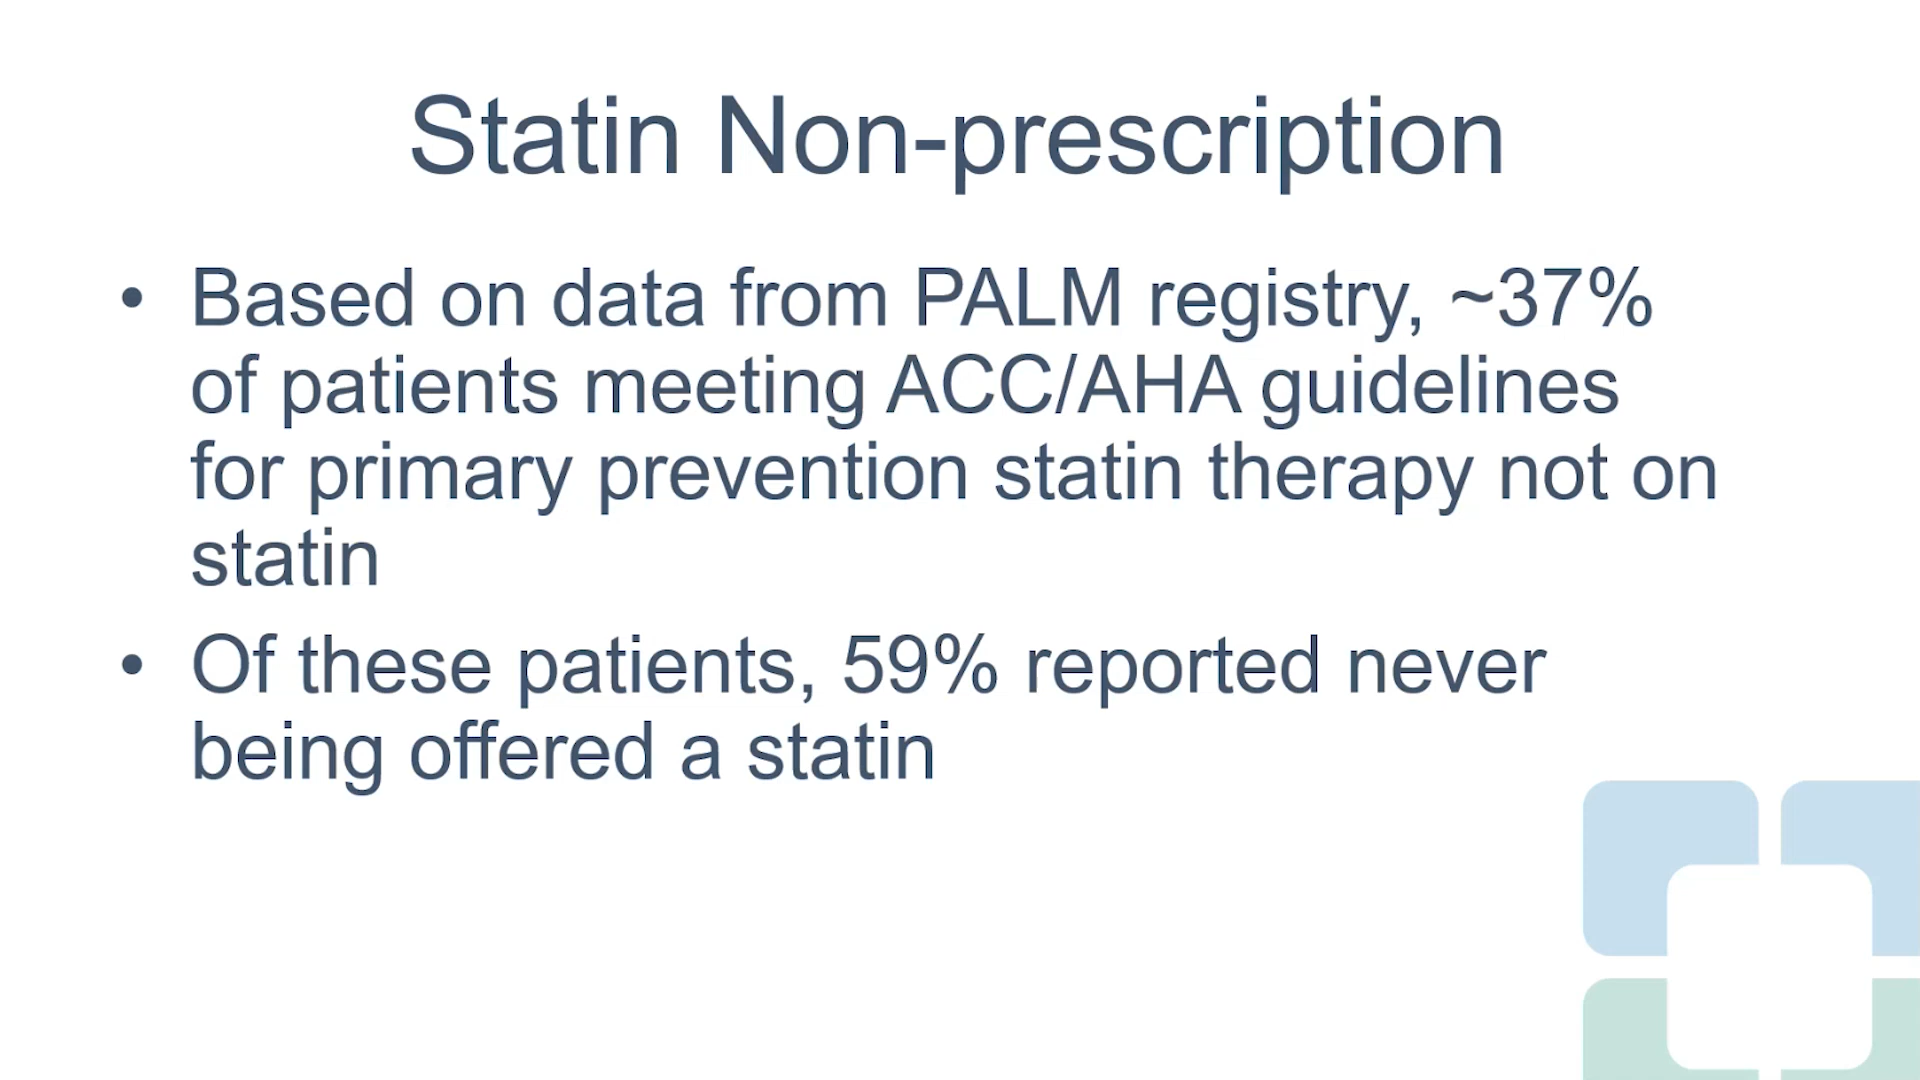 Statin Non-prescription
• Based on data from PALM registry, ~37%
of patients meeting ACC/AHA guidelines
for primary prevention statin therapy not on
statin
• Of these patients, 59% reported never
being offered a statin